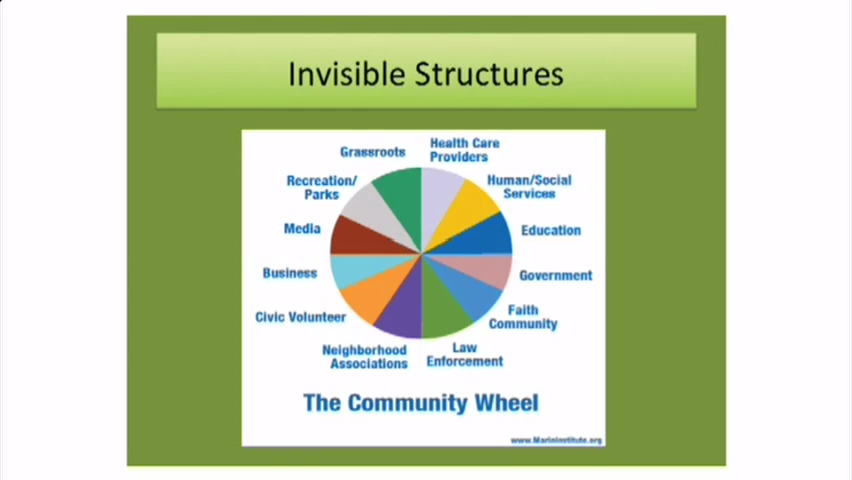 Invisible Structures
Grassroots
Health Care
Providers
Recreation/
Parks
Human/Social
Services
Media
Education
Business
Government
Civic Volunteer
Faith
Community
Neighborhood
Associations
Law
Enforcement
The Community Wheel
www.MarinInstitute.org